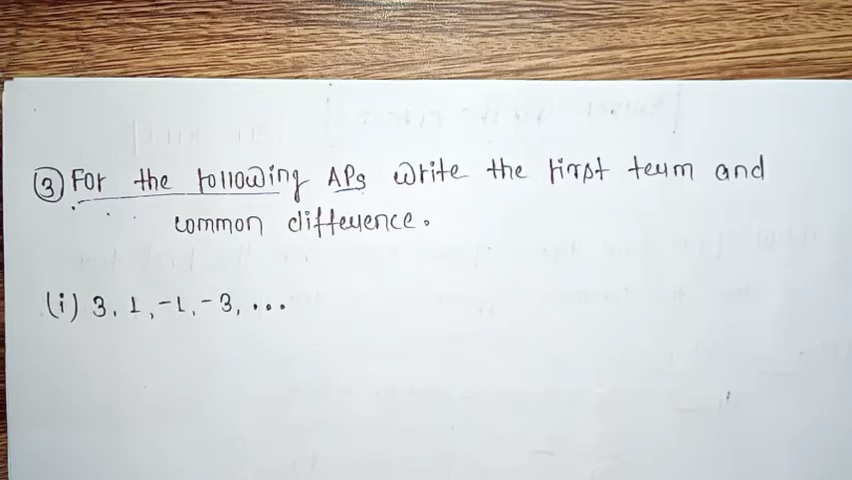 ③ For the following APs write the first term and
common difference.
(i) 3, 1, -1, -3, ...